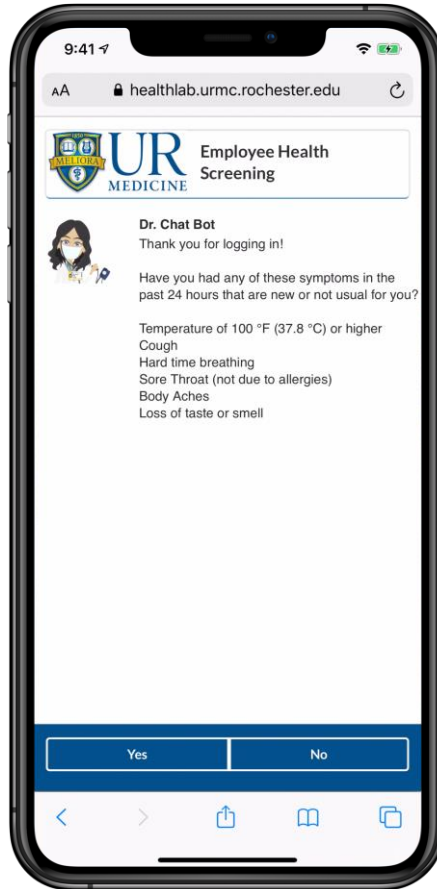 9:41
AA healthlab.urmc.rochester.edu
MELIORA
UR
MEDICINE
Employee Health
Screening
Dr. Chat Bot
Thank you for logging in!
Have you had any of these symptoms in the
past 24 hours that are new or not usual for you?
Temperature of 100 °F (37.8 °C) or higher
Cough
Hard time breathing
Sore Throat (not due to allergies)
Body Aches
Loss of taste or smell
Yes No